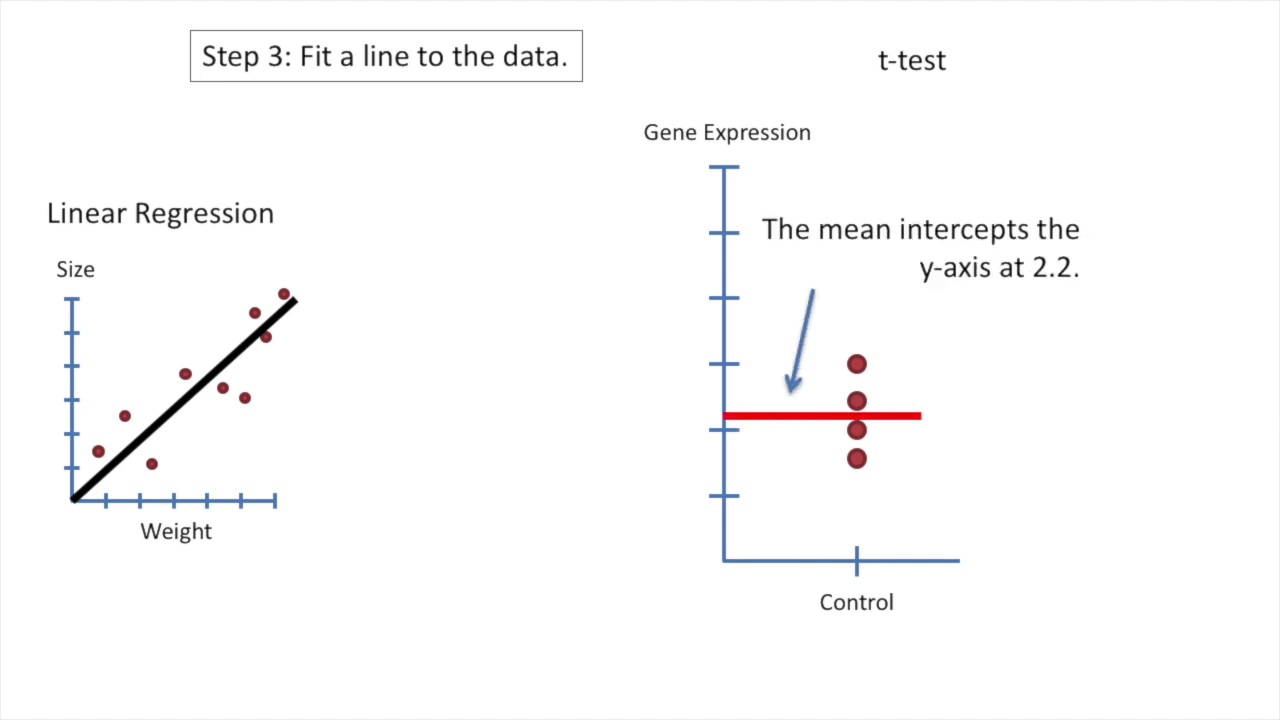 Step 3: Fit a line to the data.
t-test
Gene Expression
Linear Regression
The mean intercepts the
y-axis at 2.2.
Size
Weight
Control